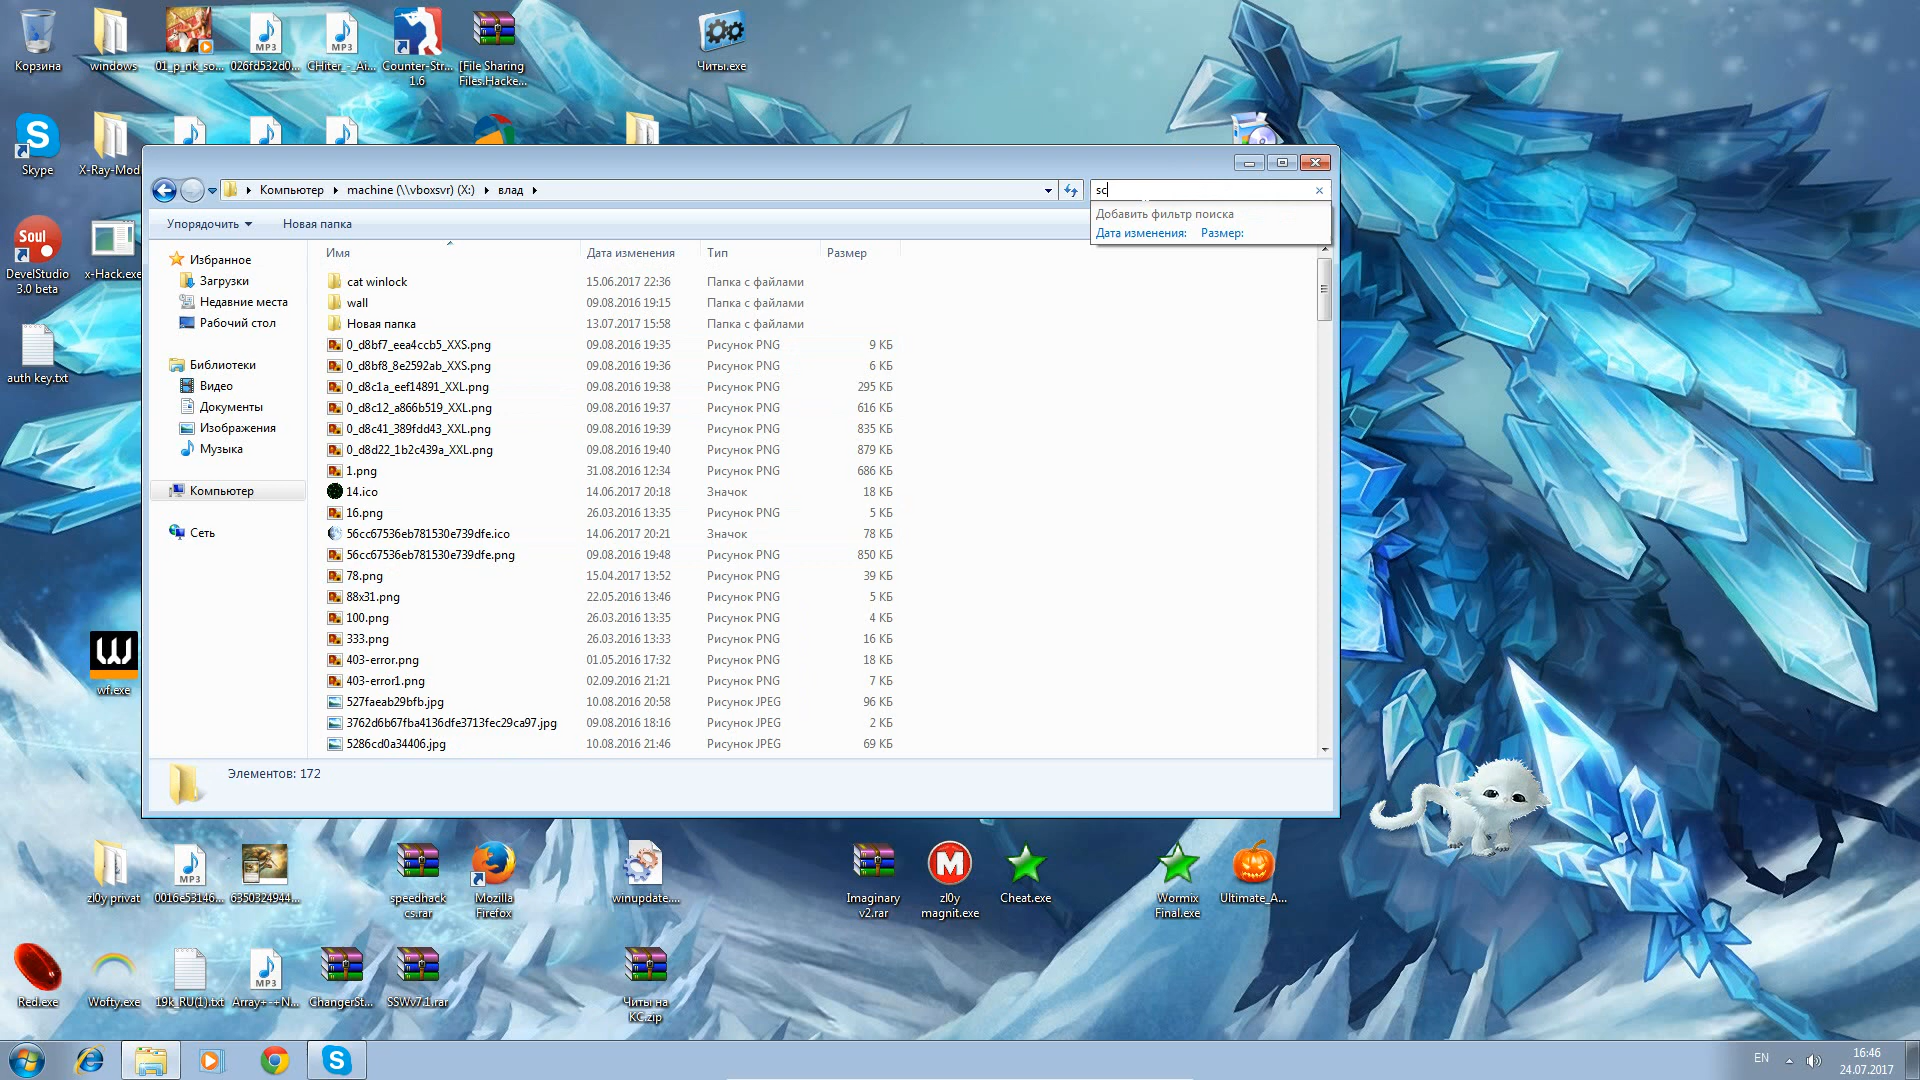 Корзина
windows
01_p_nk_so...
026fd532d0...
CHiter_-_Ai...
Counter-Str...
1.6
[File Sharing
Files.Hacke...
Читы.exe
MP3
MP3
Skype
X-Ray-Mod
Soul
DevelStudio
3.0 beta
x-Hack.exe
auth key.txt
wf.exe
Компьютер
machine (\\vboxsvr) (X:)
влад
sc
Добавить фильтр поиска
Дата изменения:
Размер:
Упорядочить
Новая папка
Избранное
Загрузки
Недавние места
Рабочий стол
Библиотеки
Видео
Документы
Изображения
Музыка
Компьютер
Сеть
Имя Дата изменения Тип Размер
cat winlock 15.06.2017 22:36 Папка с файлами
wall 09.08.2016 19:15 Папка с файлами
Новая папка 13.07.2017 15:58 Папка с файлами
0_d8bf7_eea4ccb5_XXS.png 09.08.2016 19:35 Рисунок PNG 9 КБ
0_d8bf8_8e2592ab_XXS.png 09.08.2016 19:36 Рисунок PNG 6 КБ
0_d8c1a_eef14891_XXL.png 09.08.2016 19:38 Рисунок PNG 295 КБ
0_d8c12_a866b519_XXL.png 09.08.2016 19:37 Рисунок PNG 616 КБ
0_d8c41_389fdd43_XXL.png 09.08.2016 19:39 Рисунок PNG 835 КБ
0_d8d22_1b2c439a_XXL.png 09.08.2016 19:40 Рисунок PNG 879 КБ
1.png 31.08.2016 12:34 Рисунок PNG 686 КБ
14.ico 14.06.2017 20:18 Значок 18 КБ
16.png 26.03.2016 13:35 Рисунок PNG 5 КБ
56cc67536eb781530e739dfe.ico 14.06.2017 20:21 Значок 78 КБ
56cc67536eb781530e739dfe.png 09.08.2016 19:48 Рисунок PNG 850 КБ
78.png 15.04.2017 13:52 Рисунок PNG 39 КБ
88x31.png 22.05.2016 13:46 Рисунок PNG 5 КБ
100.png 26.03.2016 13:35 Рисунок PNG 4 КБ
333.png 26.03.2016 13:33 Рисунок PNG 16 КБ
403-error.png 01.05.2016 17:32 Рисунок PNG 18 КБ
403-error1.png 02.09.2016 21:21 Рисунок PNG 7 КБ
527faeab29bfb.jpg 10.08.2016 20:58 Рисунок JPEG 96 КБ
3762d6b67fba4136dfe3713fec29ca97.jpg 09.08.2016 18:16 Рисунок JPEG 2 КБ
5286cd0a34406.jpg 10.08.2016 21:46 Рисунок JPEG 69 КБ
Элементов: 172
MP3
zl0y privat
0016e53146...
6350324944...
speedhack
cs.rar
Mozilla
Firefox
winupdate....
Imaginary
v2.rar
zl0y
magnit.exe
Cheat.exe
Wormix
Final.exe
Ultimate_A...
MP3
Red.exe
Wofty.exe
19k_RU(1).txt
Array+-+N...
ChangerSt...
SSWv7.1.rar
Читы на
КС.zip
EN
16:46
24.07.2017